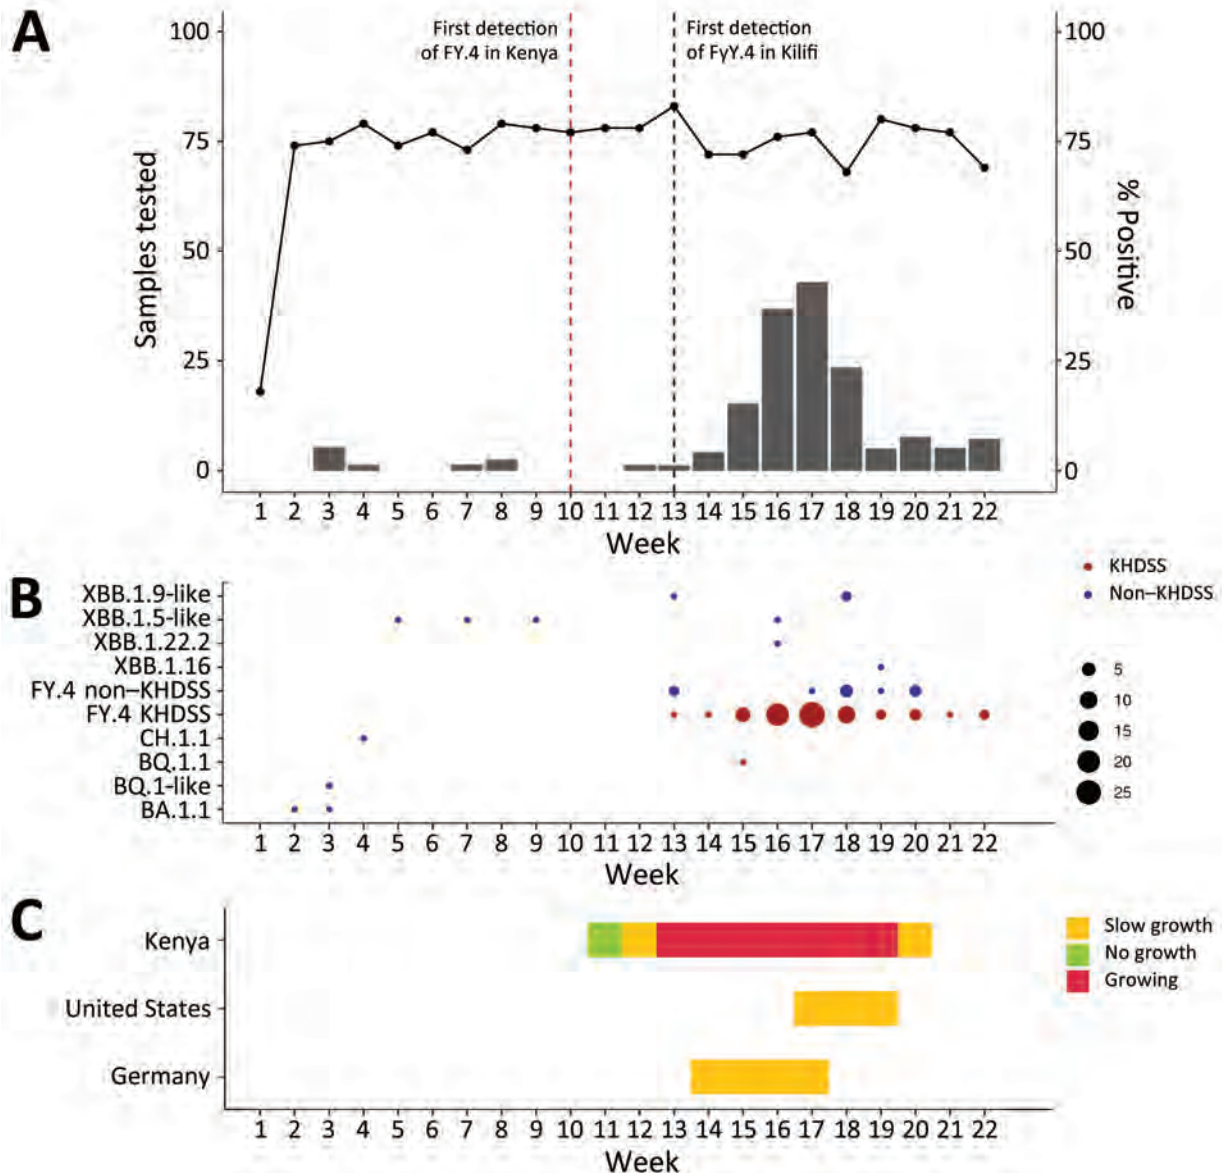 A
First detection
of FY.4 in Kenya
First detection
of FyY.4 in Kilifi
100
75
50
25
0
Samples tested
100
75
50
25
0
% Positive
1 2 3 4 5 6 7 8 9 10 11 12 13 14 15 16 17 18 19 20 21 22
Week
B
XBB.1.9-like
XBB.1.5-like
XBB.1.22.2
XBB.1.16
FY.4 non–KHDSS
FY.4 KHDSS
CH.1.1
BQ.1.1
BQ.1-like
BA.1.1
KHDSS
Non–KHDSS
5
10
15
20
25
1 2 3 4 5 6 7 8 9 10 11 12 13 14 15 16 17 18 19 20 21 22
Week
C
Kenya
United States
Germany
Slow growth
No growth
Growing
1 2 3 4 5 6 7 8 9 10 11 12 13 14 15 16 17 18 19 20 21 22
Week